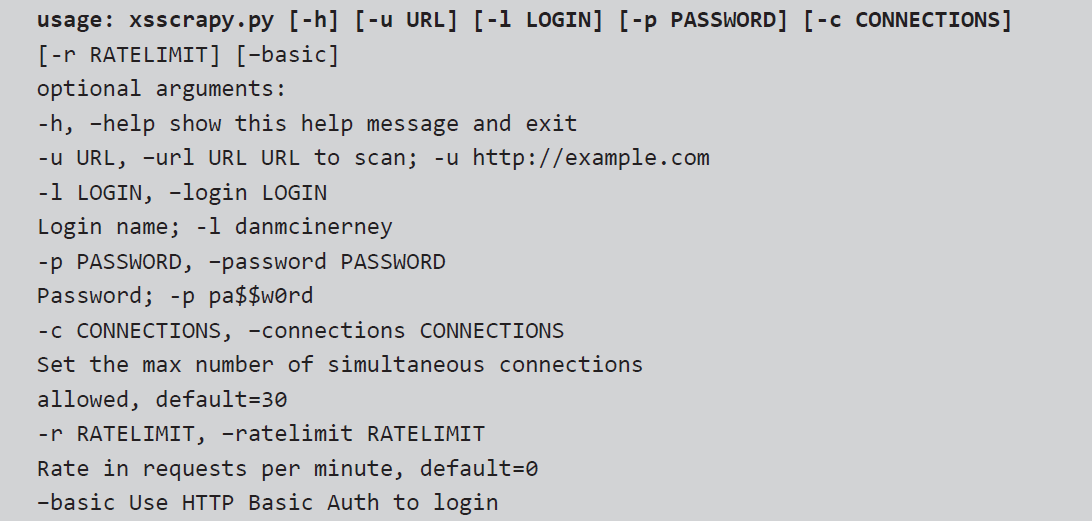 usage: xsscrapy.py [-h] [-u URL] [-l LOGIN] [-p PASSWORD] [-c CONNECTIONS]
[-r RATELIMIT] [–basic]
optional arguments:
-h, –help show this help message and exit
-u URL, –url URL URL to scan; -u http://example.com
-l LOGIN, –login LOGIN
Login name; -l danmcinerney
-p PASSWORD, –password PASSWORD
Password; -p pa$$w0rd
-c CONNECTIONS, –connections CONNECTIONS
Set the max number of simultaneous connections
allowed, default=30
-r RATELIMIT, –ratelimit RATELIMIT
Rate in requests per minute, default=0
–basic Use HTTP Basic Auth to login